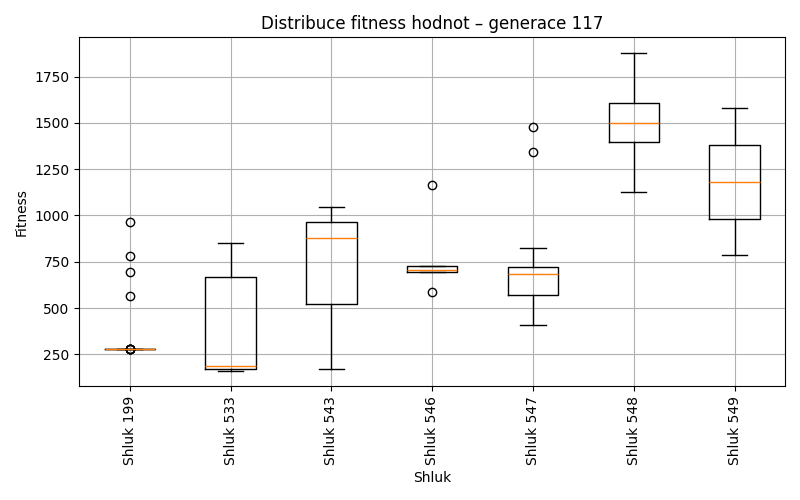 Distribuce fitness hodnot – generace 117
Fitness
1750
1500
1250
1000
750
500
250
Shluk 199
Shluk 533
Shluk 543
Shluk 546
Shluk 547
Shluk 548
Shluk 549
Shluk